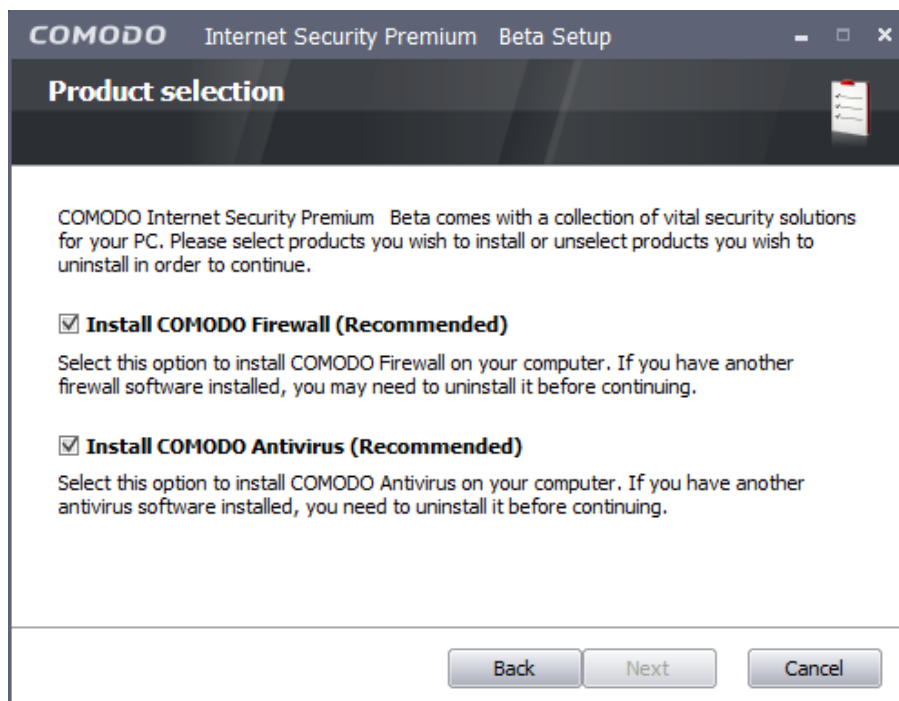 COMODO Internet Security Premium Beta Setup
Product selection
COMODO Internet Security Premium Beta comes with a collection of vital security solutions
for your PC. Please select products you wish to install or unselect products you wish to
uninstall in order to continue.
Install COMODO Firewall (Recommended)
Select this option to install COMODO Firewall on your computer. If you have another
firewall software installed, you may need to uninstall it before continuing.
Install COMODO Antivirus (Recommended)
Select this option to install COMODO Antivirus on your computer. If you have another
antivirus software installed, you need to uninstall it before continuing.
Back Next Cancel